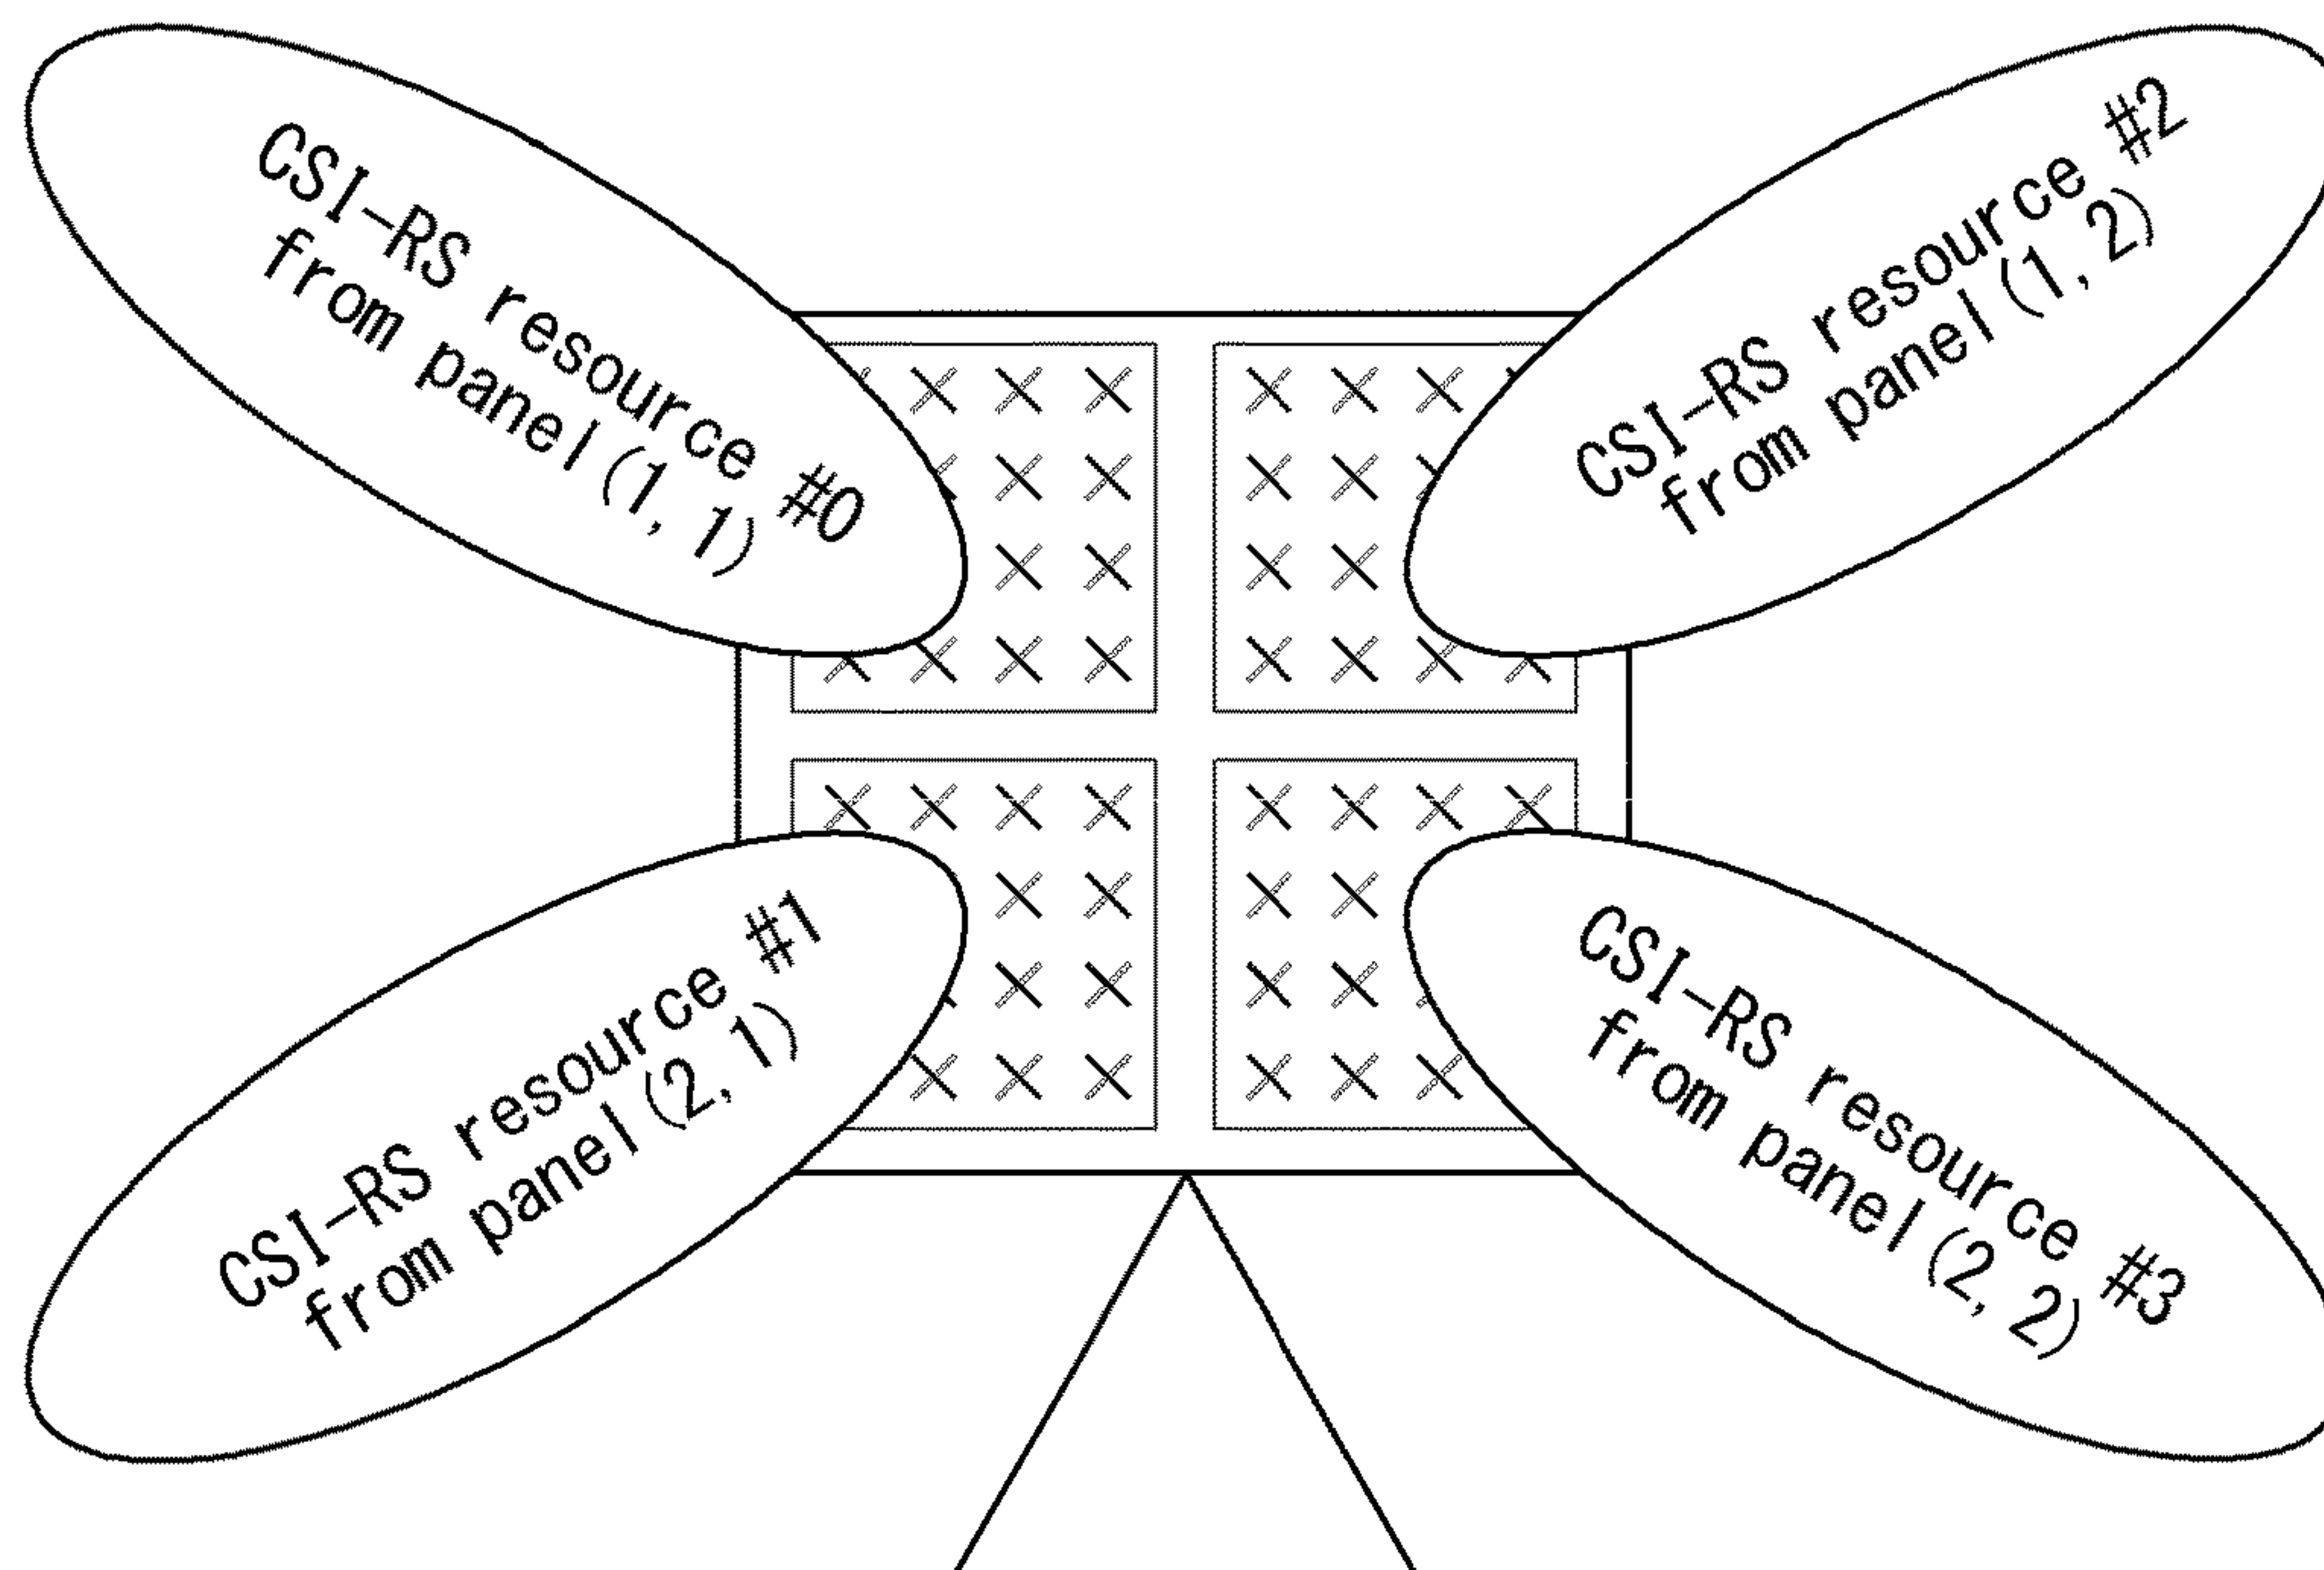 CSI-RS resource #0
from panel(1, 1)
CSI-RS resource #2
from panel(1, 2)
CSI-RS resource #1
from panel(2, 1)
CSI-RS resource #3
from panel(2, 2)